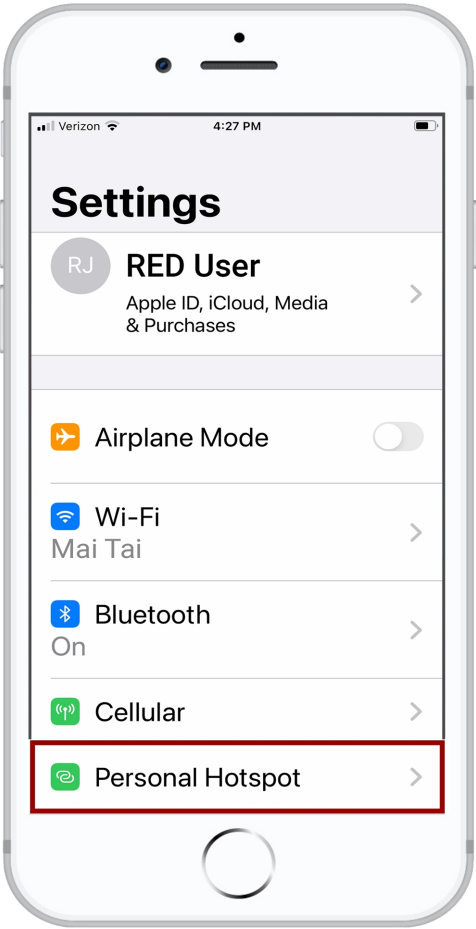 Verizon 4:27 PM
Settings
RJ RED User
Apple ID, iCloud, Media
& Purchases
Airplane Mode
Wi-Fi
Mai Tai
Bluetooth
On
Cellular
Personal Hotspot